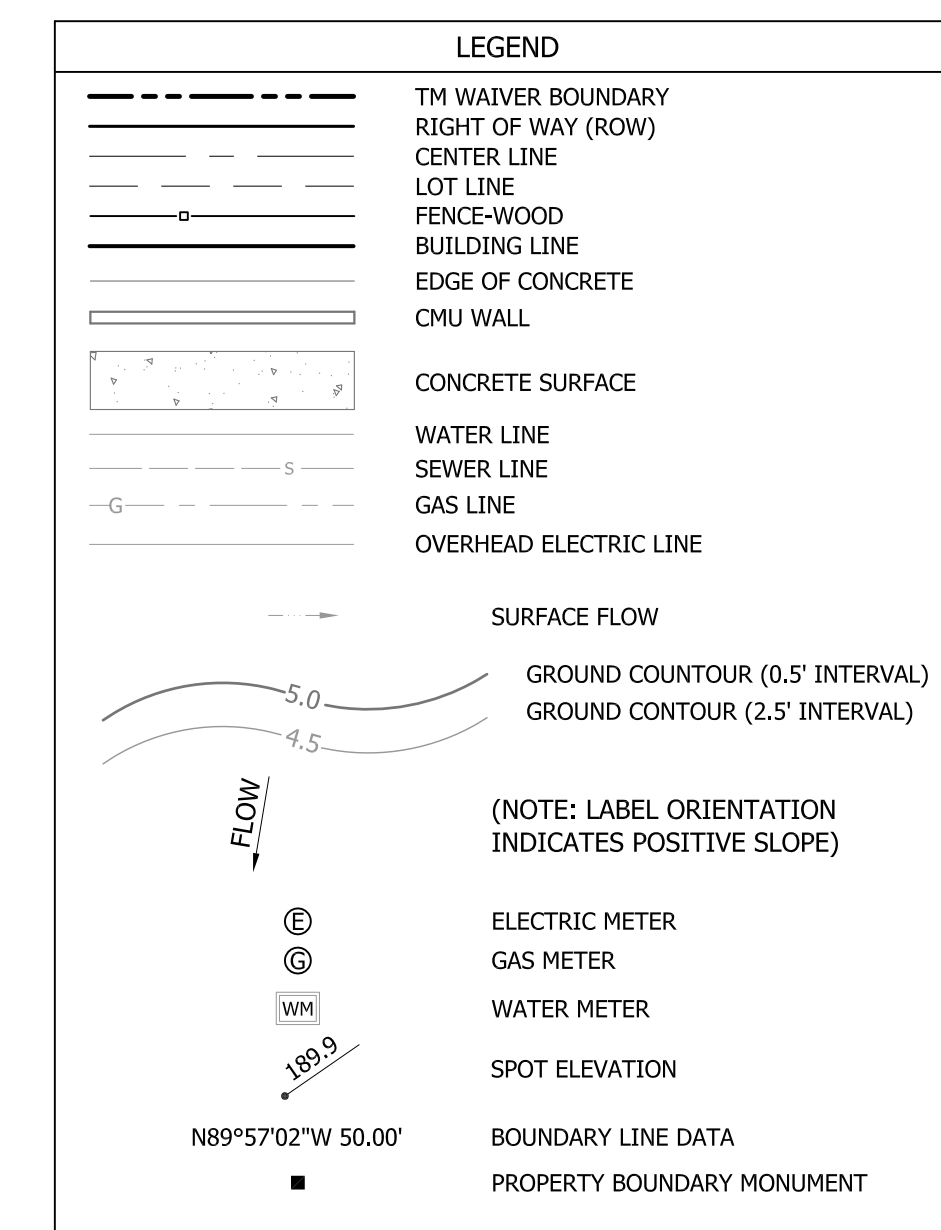 LEGEND
TM WAIVER BOUNDARY
RIGHT OF WAY (ROW)
CENTER LINE
LOT LINE
FENCE-WOOD
BUILDING LINE
EDGE OF CONCRETE
CMU WALL
CONCRETE SURFACE
WATER LINE
S SEWER LINE
G GAS LINE
OVERHEAD ELECTRIC LINE
SURFACE FLOW
5.0 GROUND COUNTOUR (0.5' INTERVAL)
4.5 GROUND CONTOUR (2.5' INTERVAL)
FLOW
(NOTE: LABEL ORIENTATION
INDICATES POSITIVE SLOPE)
E ELECTRIC METER
G GAS METER
WM WATER METER
189.9 SPOT ELEVATION
N89°57'02"W 50.00' BOUNDARY LINE DATA
PROPERTY BOUNDARY MONUMENT